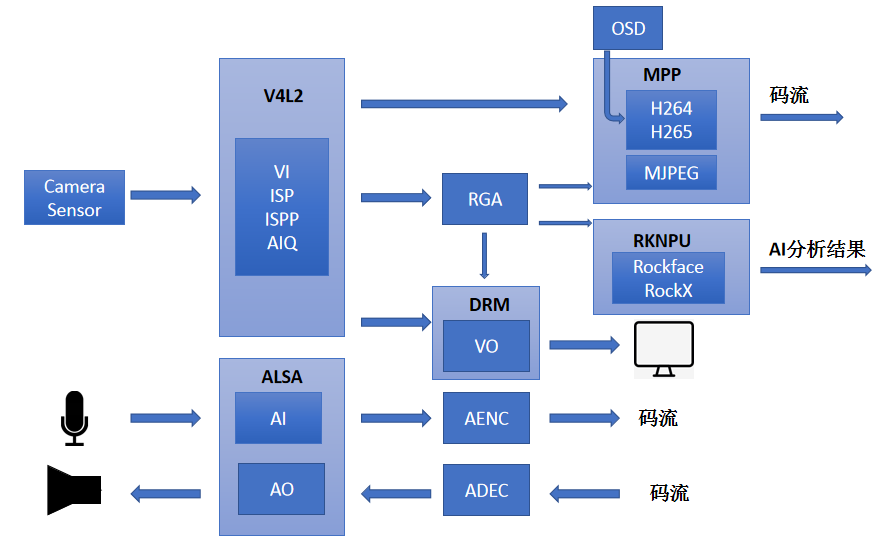 OSD
MPP
H264
H265
MJPEG
码流
V4L2
VI
ISP
ISPP
AIQ
Camera
Sensor
RGA
RKNPU
Rockface
RockX
AI分析结果
DRM
VO
ALSA
AI
AENC
码流
AO
ADEC
码流